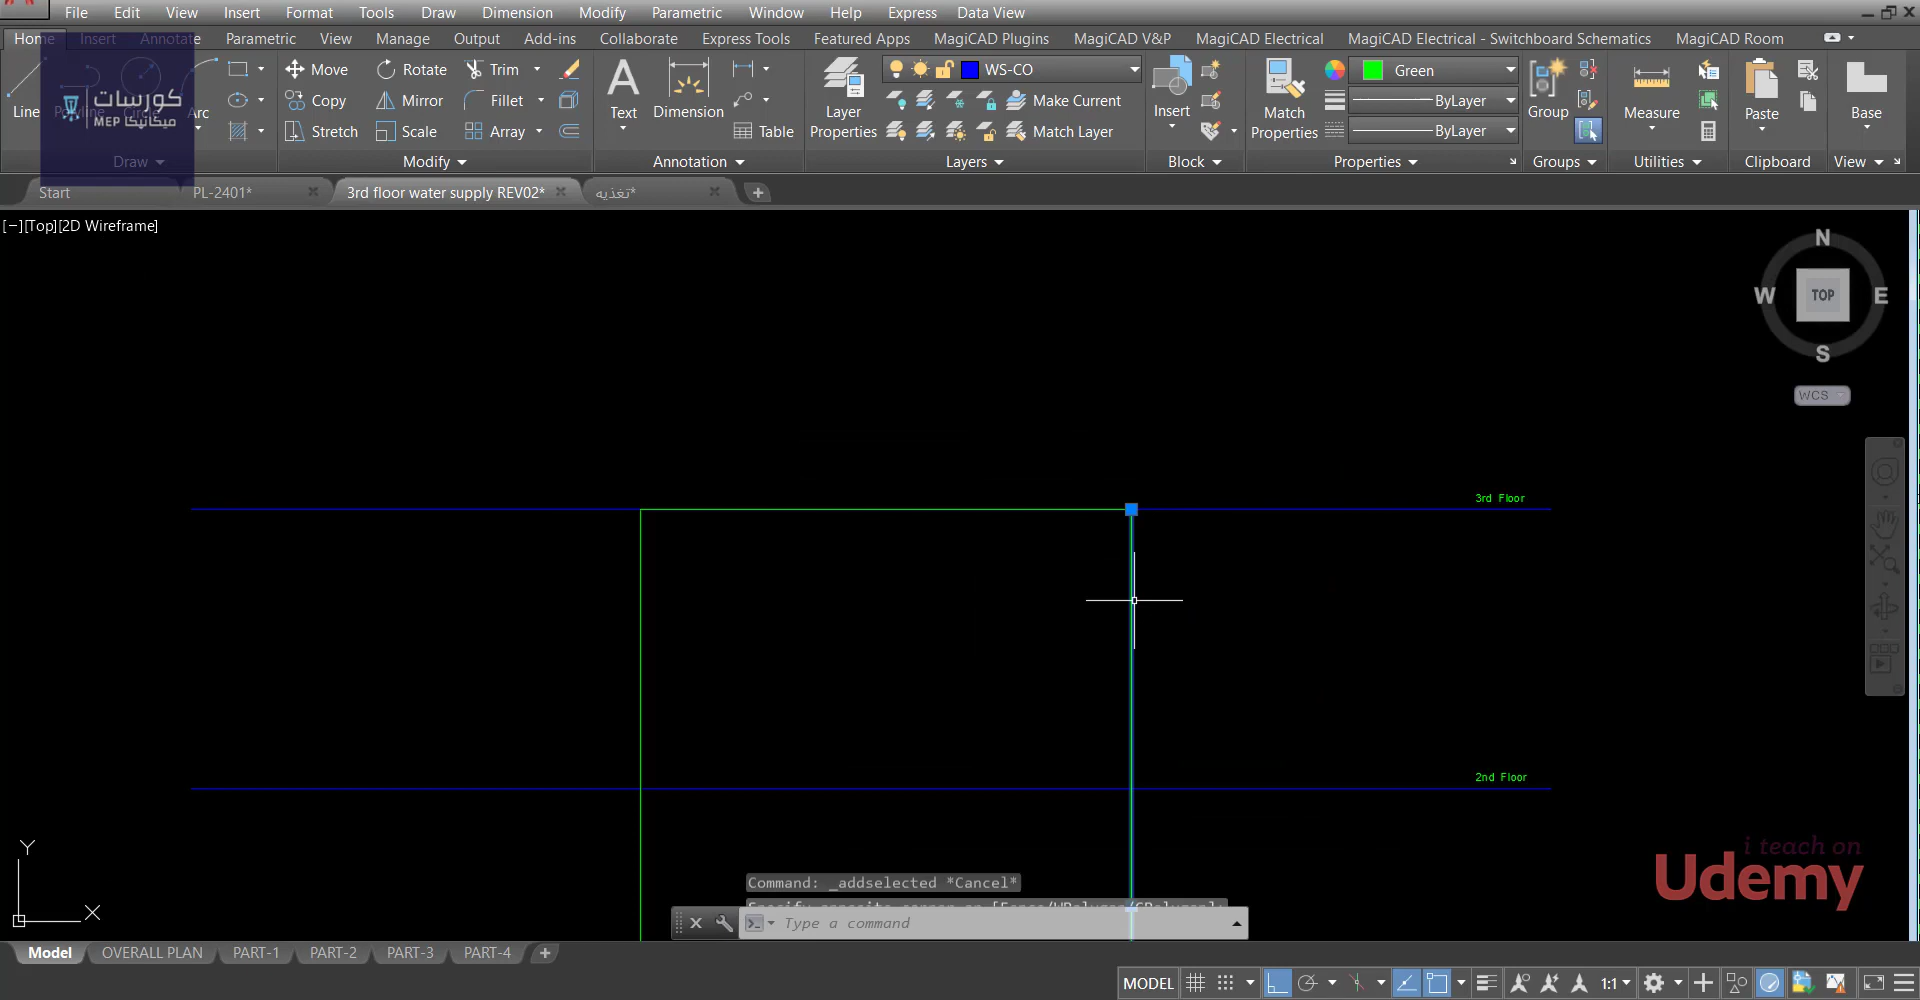 File Edit View Insert Format Tools Draw Dimension Modify Parametric Window Help Express Data View
Home Insert Annotate Parametric View Manage Output Add-ins Collaborate Express Tools Featured Apps MagiCAD Plugins MagiCAD V&P MagiCAD Electrical MagiCAD Electrical - Switchboard Schematics MagiCAD Room
Line Polyline Circle Arc
كورسات
MEP ميكانيكا
Move Rotate Trim
Copy Mirror Fillet
Stretch Scale Array
Text Dimension Table
Layer Properties
WS-CO
Make Current
Match Layer
Insert
Match Properties
Green
ByLayer
ByLayer
Group
Measure
Paste
Base
Draw Modify Annotation Layers Block Properties Groups Utilities Clipboard View
Start PL-2401* 3rd floor water supply REV02* تغذيه*
[−][Top][2D Wireframe]
N
W TOP E
S
WCS
3rd Floor
2nd Floor
Y
X
i teach on
Udemy
Command: _addselected *Cancel*
Type a command
Model OVERALL PLAN PART-1 PART-2 PART-3 PART-4
MODEL 1:1